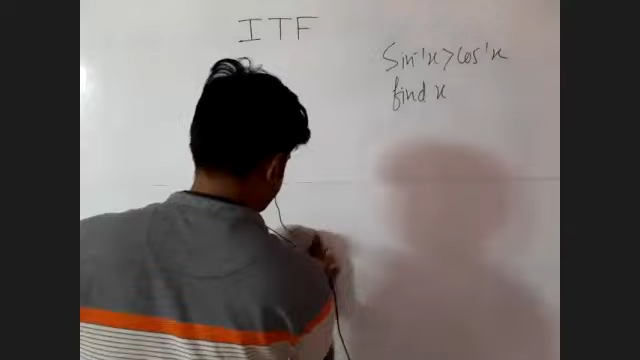 ITF
Sin⁻¹x > cos⁻¹x
find x